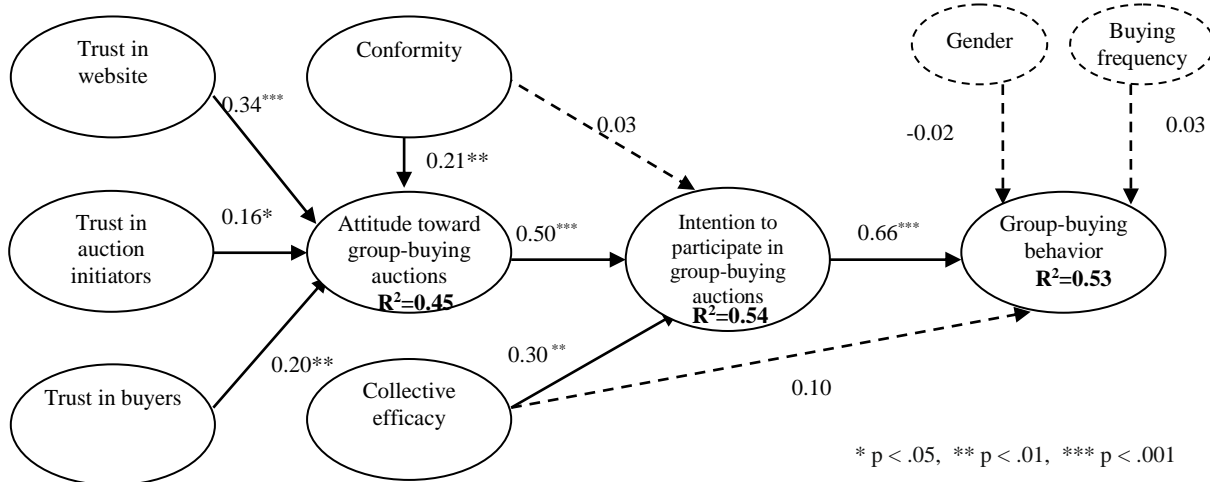 Trust in
website
Conformity
Gender
Buying
frequency
0.34***
0.03
-0.02
0.03
0.21**
Trust in
auction
initiators
0.16*
Attitude toward
group-buying
auctions
R²=0.45
0.50***
Intention to
participate in
group-buying
auctions
R²=0.54
0.66***
Group-buying
behavior
R²=0.53
Trust in buyers
0.20**
Collective
efficacy
0.30 **
0.10
* p < .05, ** p < .01, *** p < .001